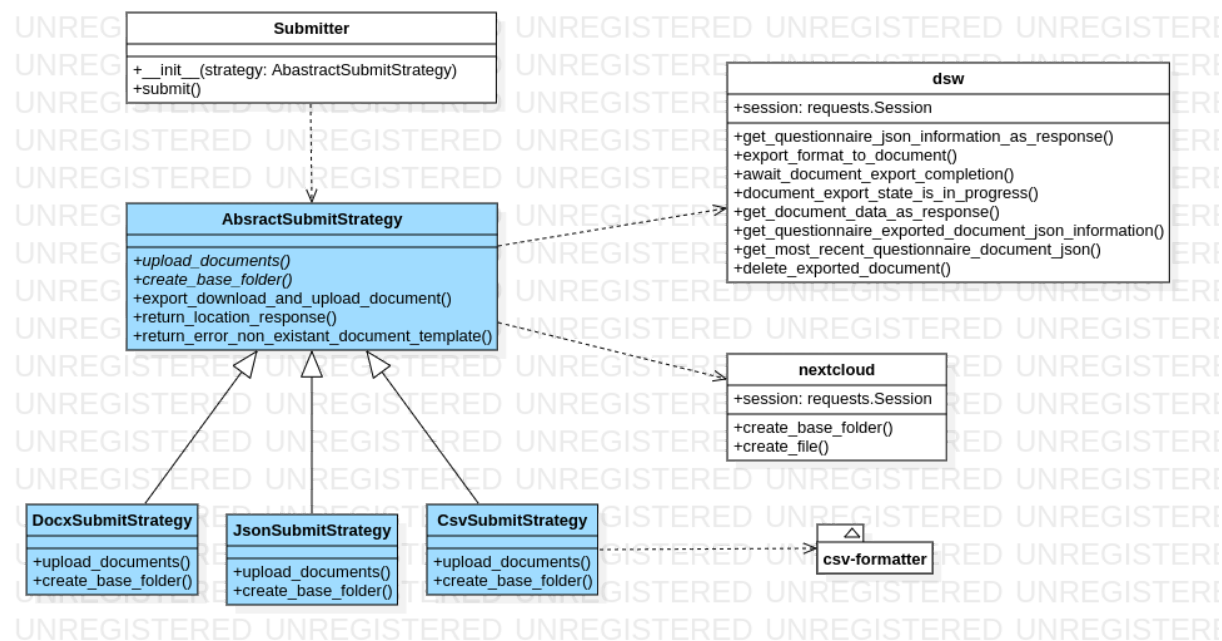 Submitter
+__init__(strategy: AbastractSubmitStrategy)
+submit()
dsw
+session: requests.Session
+get_questionnaire_json_information_as_response()
+export_format_to_document()
+await_document_export_completion()
+document_export_state_is_in_progress()
+get_document_data_as_response()
+get_questionnaire_exported_document_json_information()
+get_most_recent_questionnaire_document_json()
+delete_exported_document()
AbsractSubmitStrategy
+upload_documents()
+create_base_folder()
+export_download_and_upload_document()
+return_location_response()
+return_error_non_existant_document_template()
nextcloud
+session: requests.Session
+create_base_folder()
+create_file()
DocxSubmitStrategy
+upload_documents()
+create_base_folder()
JsonSubmitStrategy
+upload_documents()
+create_base_folder()
CsvSubmitStrategy
+upload_documents()
+create_base_folder()
csv-formatter
UNREGISTERED